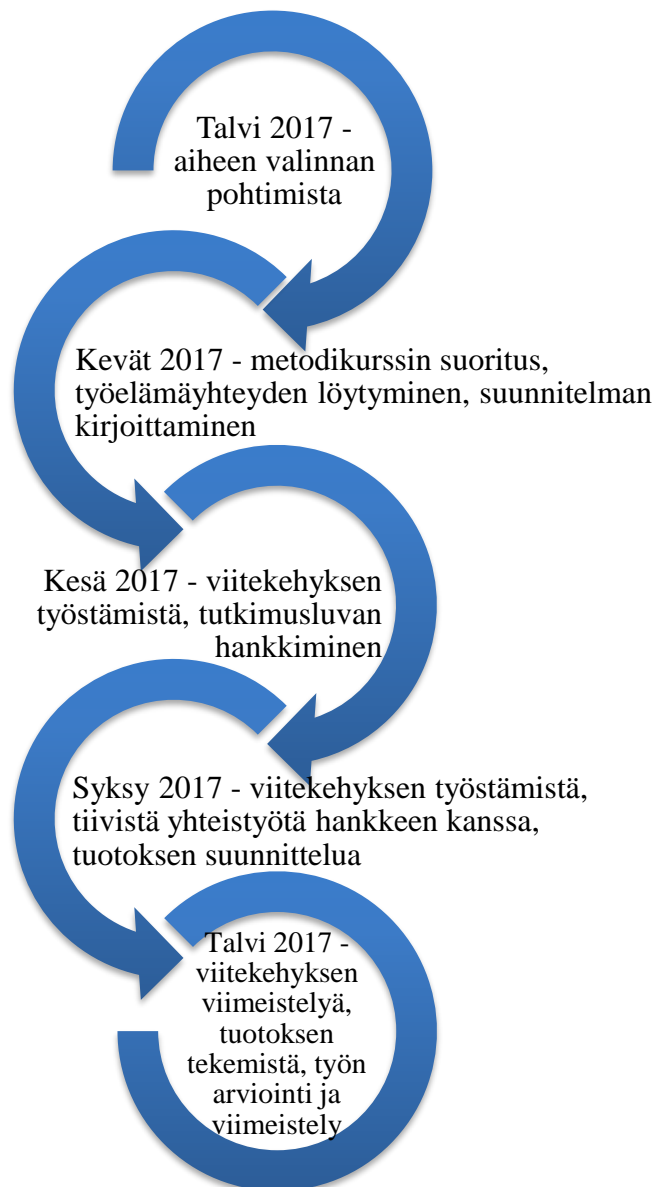 Talvi 2017 -
aiheen valinnan
pohtimista
Kevät 2017 - metodikurssin suoritus,
työelämäyhteyden löytyminen, suunnitelman
kirjoittaminen
Kesä 2017 - viitekehyksen
työstämistä, tutkimusluvan
hankkiminen
Syksy 2017 - viitekehyksen työstämistä,
tiivistä yhteistyötä hankkeen kanssa,
tuotoksen suunnittelua
Talvi 2017 -
viitekehyksen
viimeistelyä,
tuotoksen
tekemistä, työn
arviointi ja
viimeistely